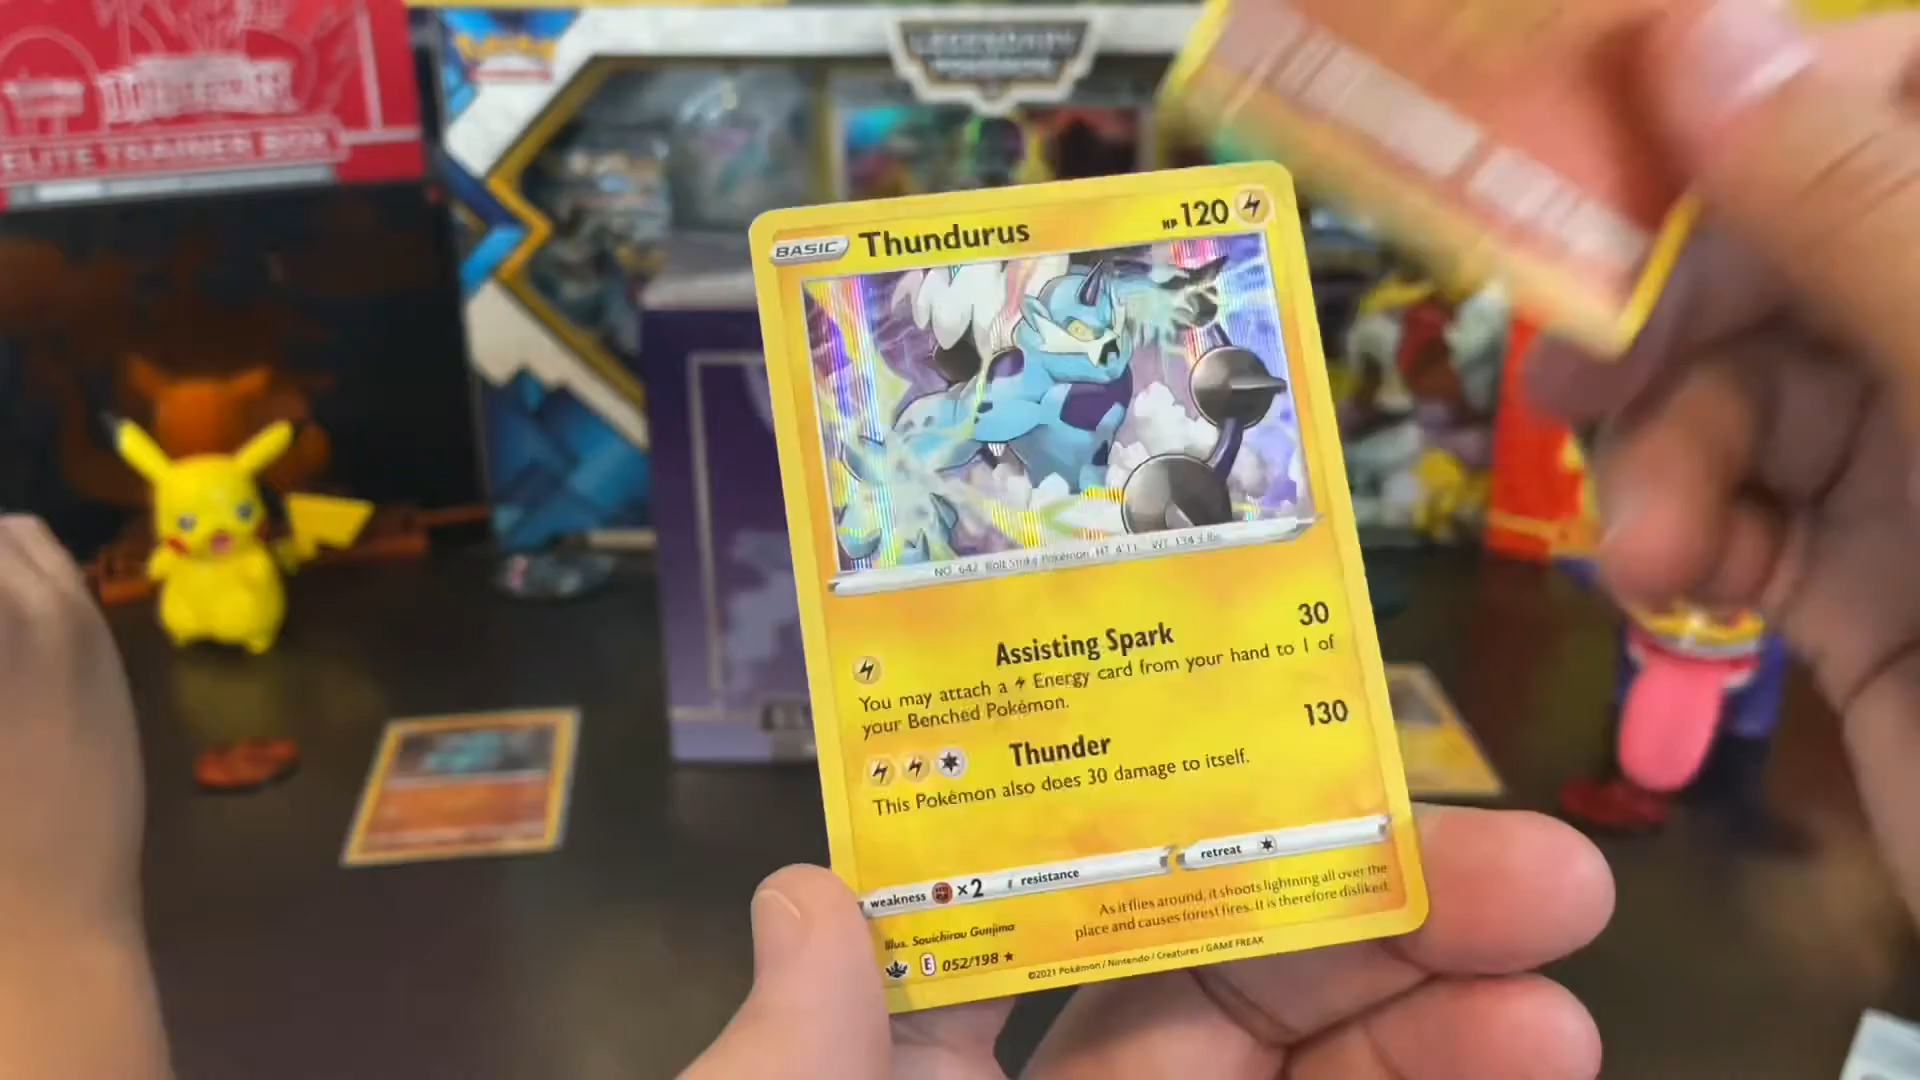 ELITE TRAINER BOX
LEGENDARY
BASIC Thundurus HP 120
NO. 642 Bolt Strike Pokémon HT 4'11" WT 134.5 lbs.
Assisting Spark 30
You may attach a Energy card from your hand to 1 of
your Benched Pokémon.
Thunder 130
This Pokémon also does 30 damage to itself.
weakness ×2 resistance retreat
As it flies around, it shoots lightning all over the
place and causes forest fires. It is therefore disliked.
Illus. Souichirou Gunjima
E 052/198
©2021 Pokémon / Nintendo / Creatures / GAME FREAK